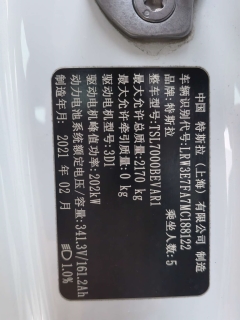 中国 特斯拉（上海）有限公司 制造
车辆识别代号:LRW3E7FA7MC188122
品牌:特斯拉 乘坐人数:5
整车型号:TSL7000BEVAR1
最大允许总质量:2170 kg
最大允许牵引质量:0 kg
驱动电机型号:3D1
驱动电机峰值功率:202kW
动力电池系统额定电压/容量:341.3V/161.2Ah
制造年月: 2021 年 02 月
1.0%